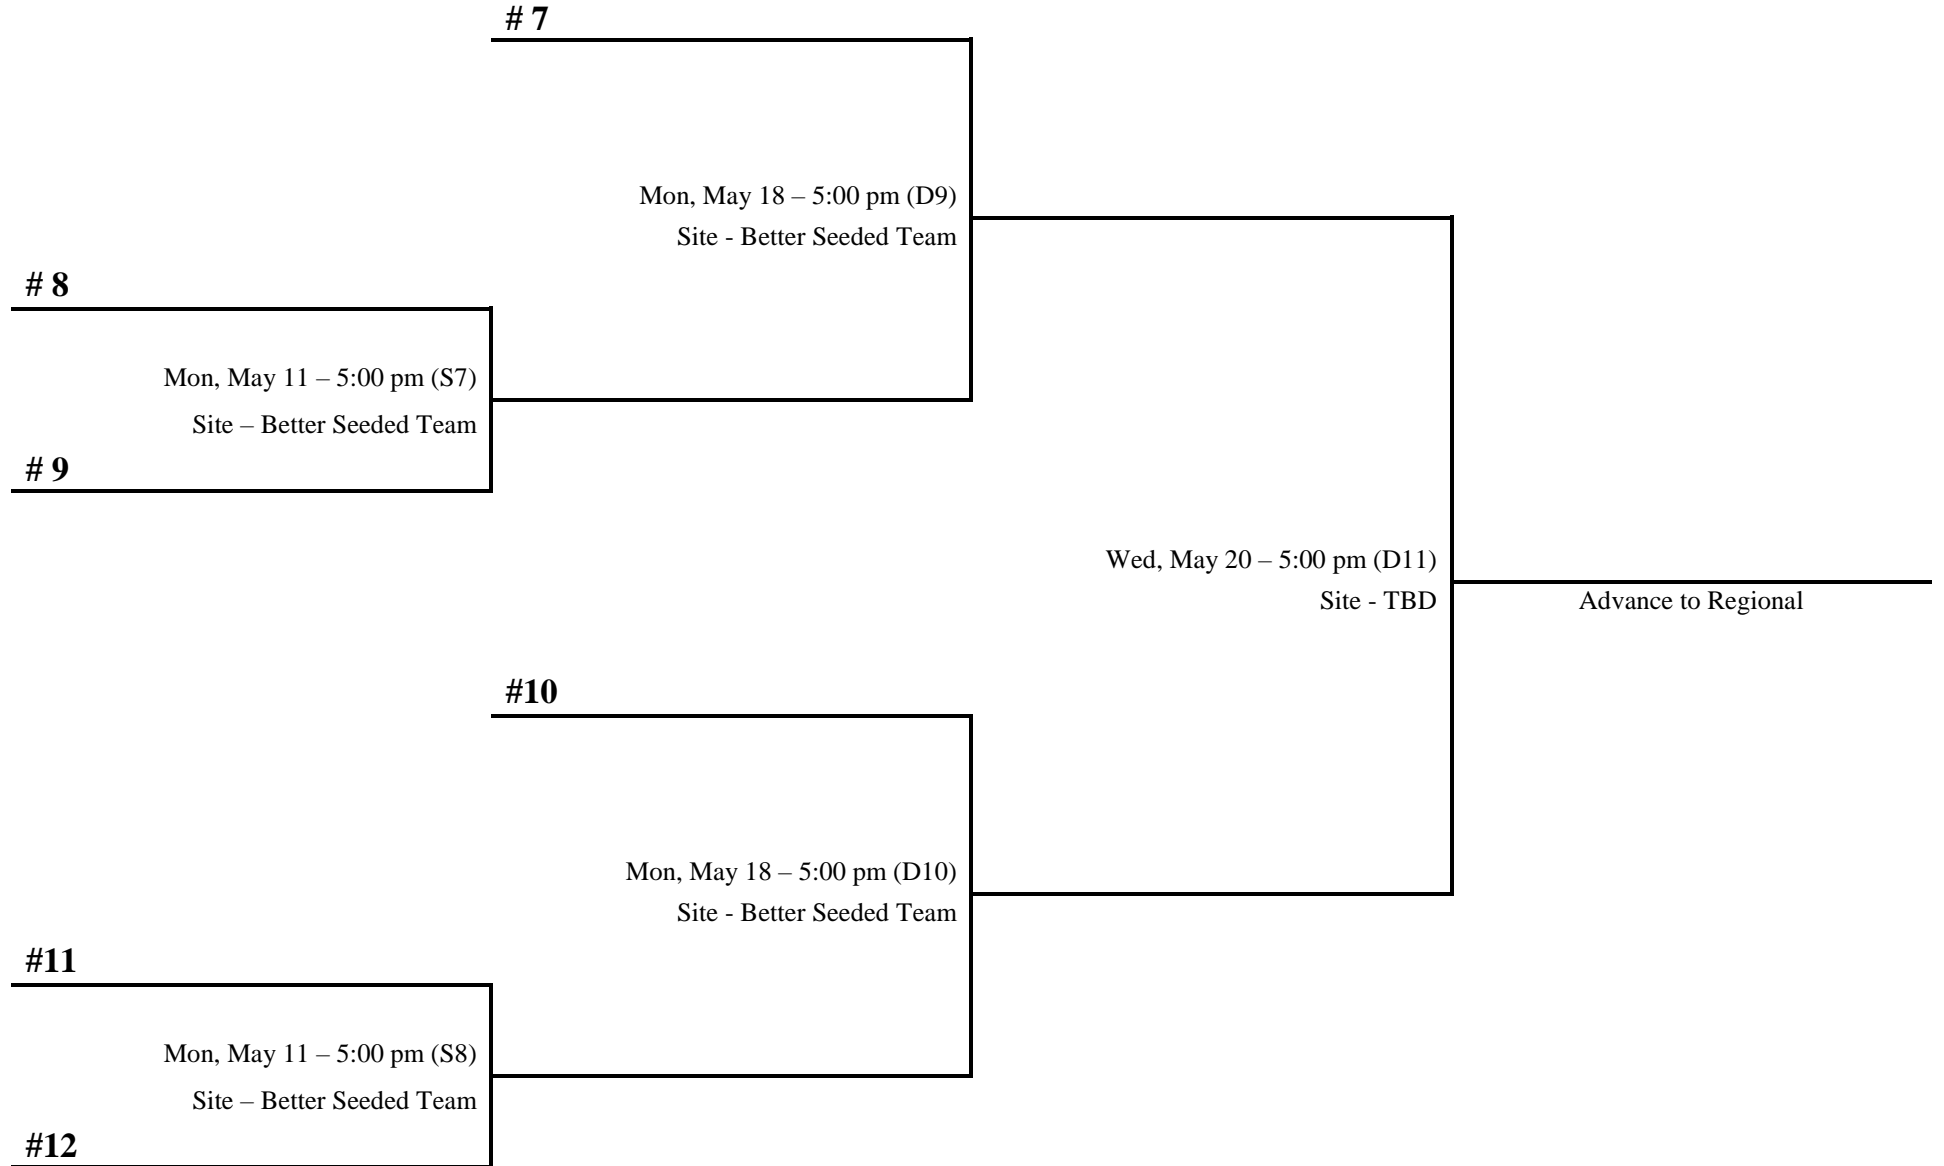 # 7
Mon, May 18 – 5:00 pm (D9)
Site - Better Seeded Team
# 8
Mon, May 11 – 5:00 pm (S7)
Site – Better Seeded Team
# 9
Wed, May 20 – 5:00 pm (D11)
Site - TBD
Advance to Regional
#10
Mon, May 18 – 5:00 pm (D10)
Site - Better Seeded Team
#11
Mon, May 11 – 5:00 pm (S8)
Site – Better Seeded Team
#12